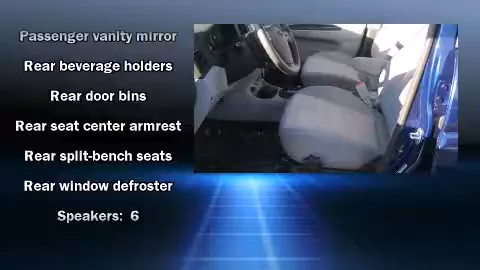 Passenger vanity mirror
Rear beverage holders
Rear door bins
Rear seat center armrest
Rear split-bench seats
Rear window defroster
Speakers: 6